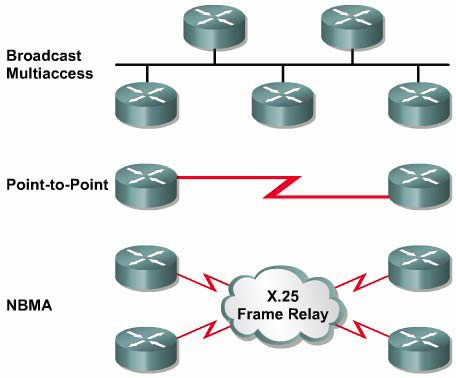 Broadcast
Multiaccess
Point-to-Point
NBMA
X.25
Frame Relay